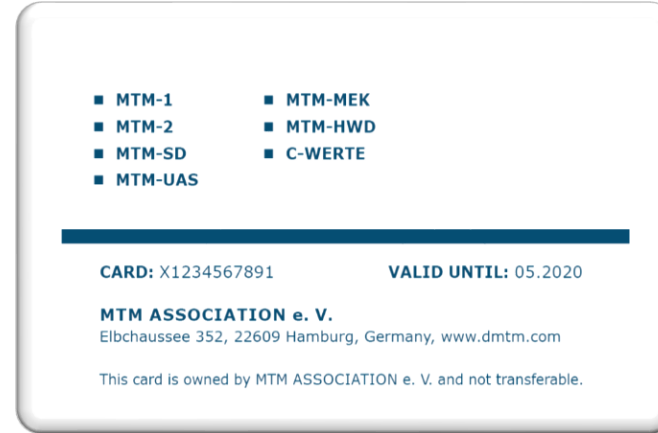 ■ MTM-1
■ MTM-2
■ MTM-SD
■ MTM-UAS
■ MTM-MEK
■ MTM-HWD
■ C-WERTE
CARD: X1234567891 VALID UNTIL: 05.2020
MTM ASSOCIATION e. V.
Elbchaussee 352, 22609 Hamburg, Germany, www.dmtm.com
This card is owned by MTM ASSOCIATION e. V. and not transferable.